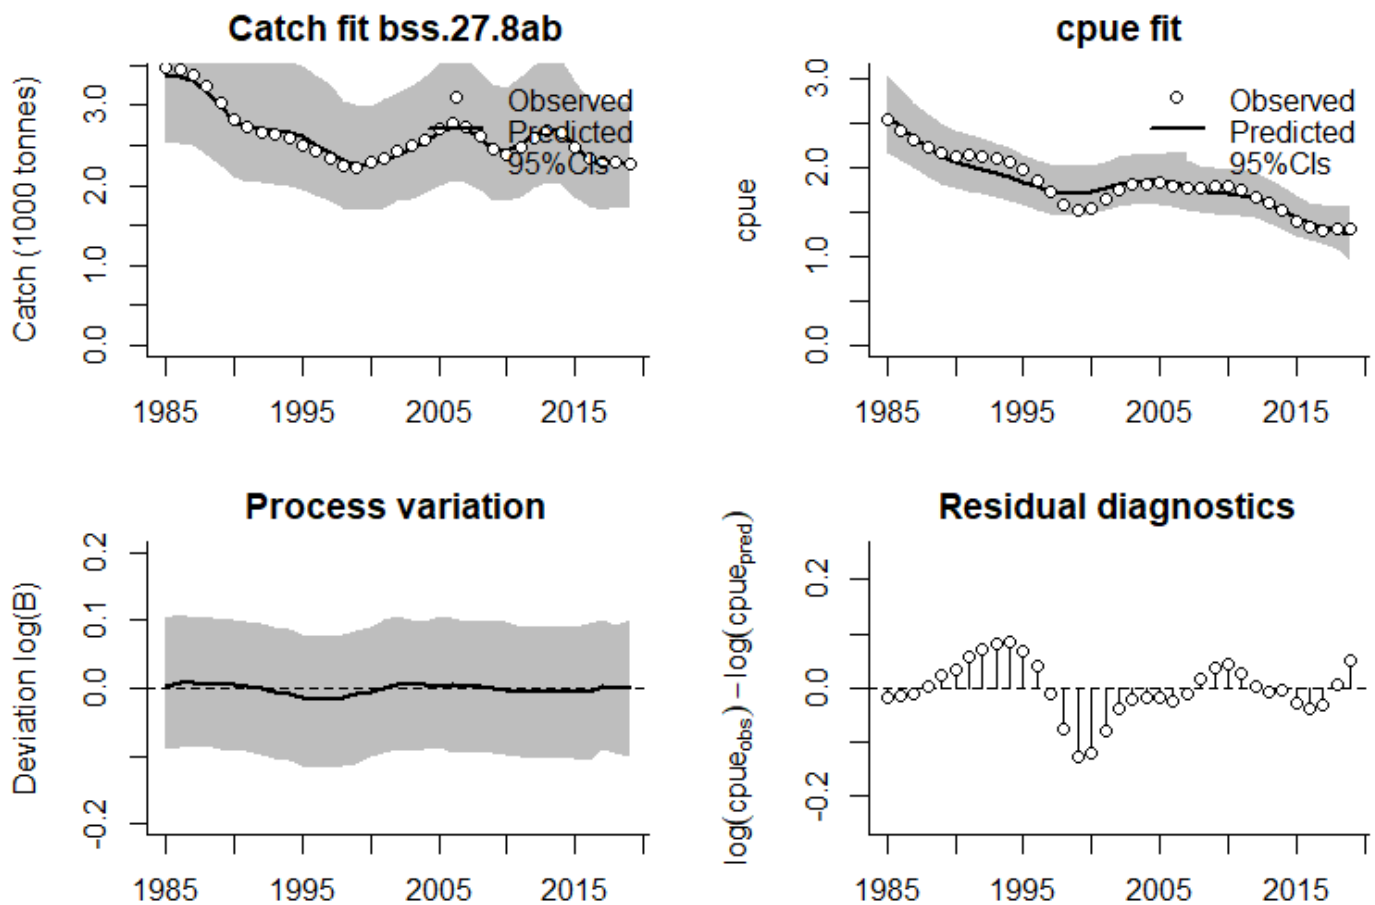 Catch fit bss.27.8ab
Catch (1000 tonnes)
0.0 1.0 2.0 3.0
Observed
Predicted
95%CIs
1985 1995 2005 2015
cpue fit
cpue
0.0 1.0 2.0 3.0
Observed
Predicted
95%CIs
1985 1995 2005 2015
Process variation
Deviation log(B)
-0.2 0.0 0.1 0.2
1985 1995 2005 2015
Residual diagnostics
log(cpue_obs) − log(cpue_pred)
-0.2 0.0 0.2
1985 1995 2005 2015